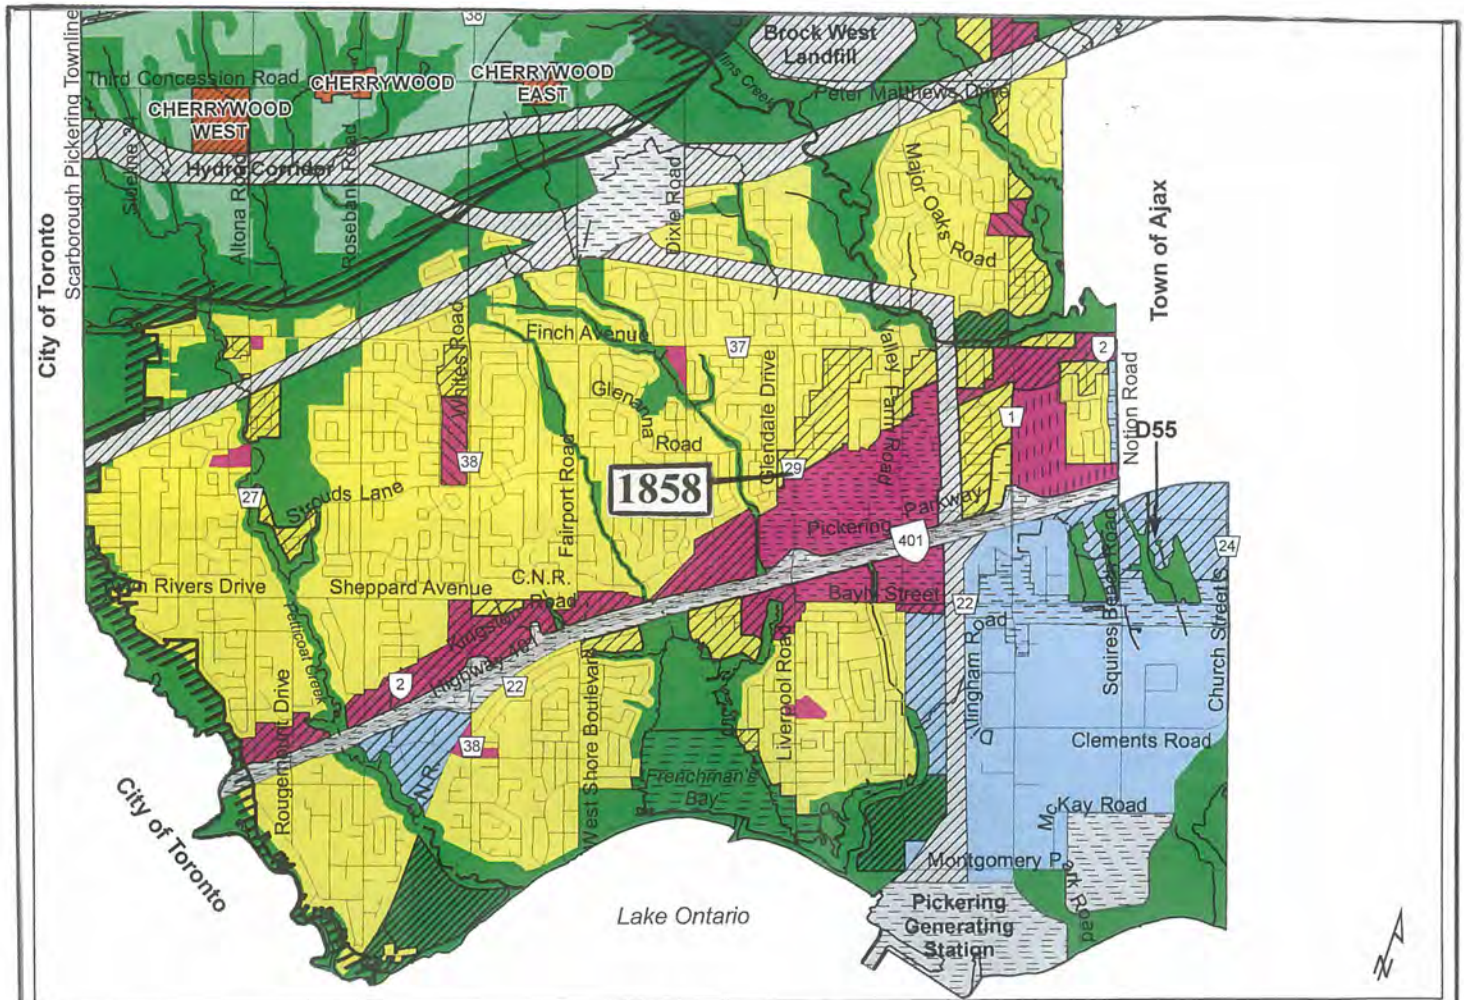 38
Brock West
Landfill
Third Concession Road
CHERRYWOOD
CHERRYWOOD
EAST
CHERRYWOOD
WEST
Peter Matthews Drive
Scarborough Pickering Townline
Hydro Corridor
Altona Road
Rosebank Road
Dixie Road
Major Oaks Road
City of Toronto
Town of Ajax
Finch Avenue
37
Valley Farm Road
2
Glenanna
Road
Glendale Drive
Notion Road
1
D55
38
29
1858
27
Strouds Lane
Fairport Road
Pickering Parkway
401
24
Rivers Drive
Sheppard Avenue
C.N.R.
Kingston Road
Bayly Street
22
Squires Beach Road
Church Street S
Petticoat Creek
Highway 401
2
22
Rougemount Drive
West Shore Boulevard
Liverpool Road
Dillingham Road
38
Clements Road
Frenchman's
Bay
McKay Road
City of Toronto
Montgomery P
Park Road
Lake Ontario
Pickering
Generating
Station
N